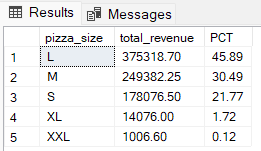 Results Messages
pizza_size total_revenue PCT
1 L 375318.70 45.89
2 M 249382.25 30.49
3 S 178076.50 21.77
4 XL 14076.00 1.72
5 XXL 1006.60 0.12